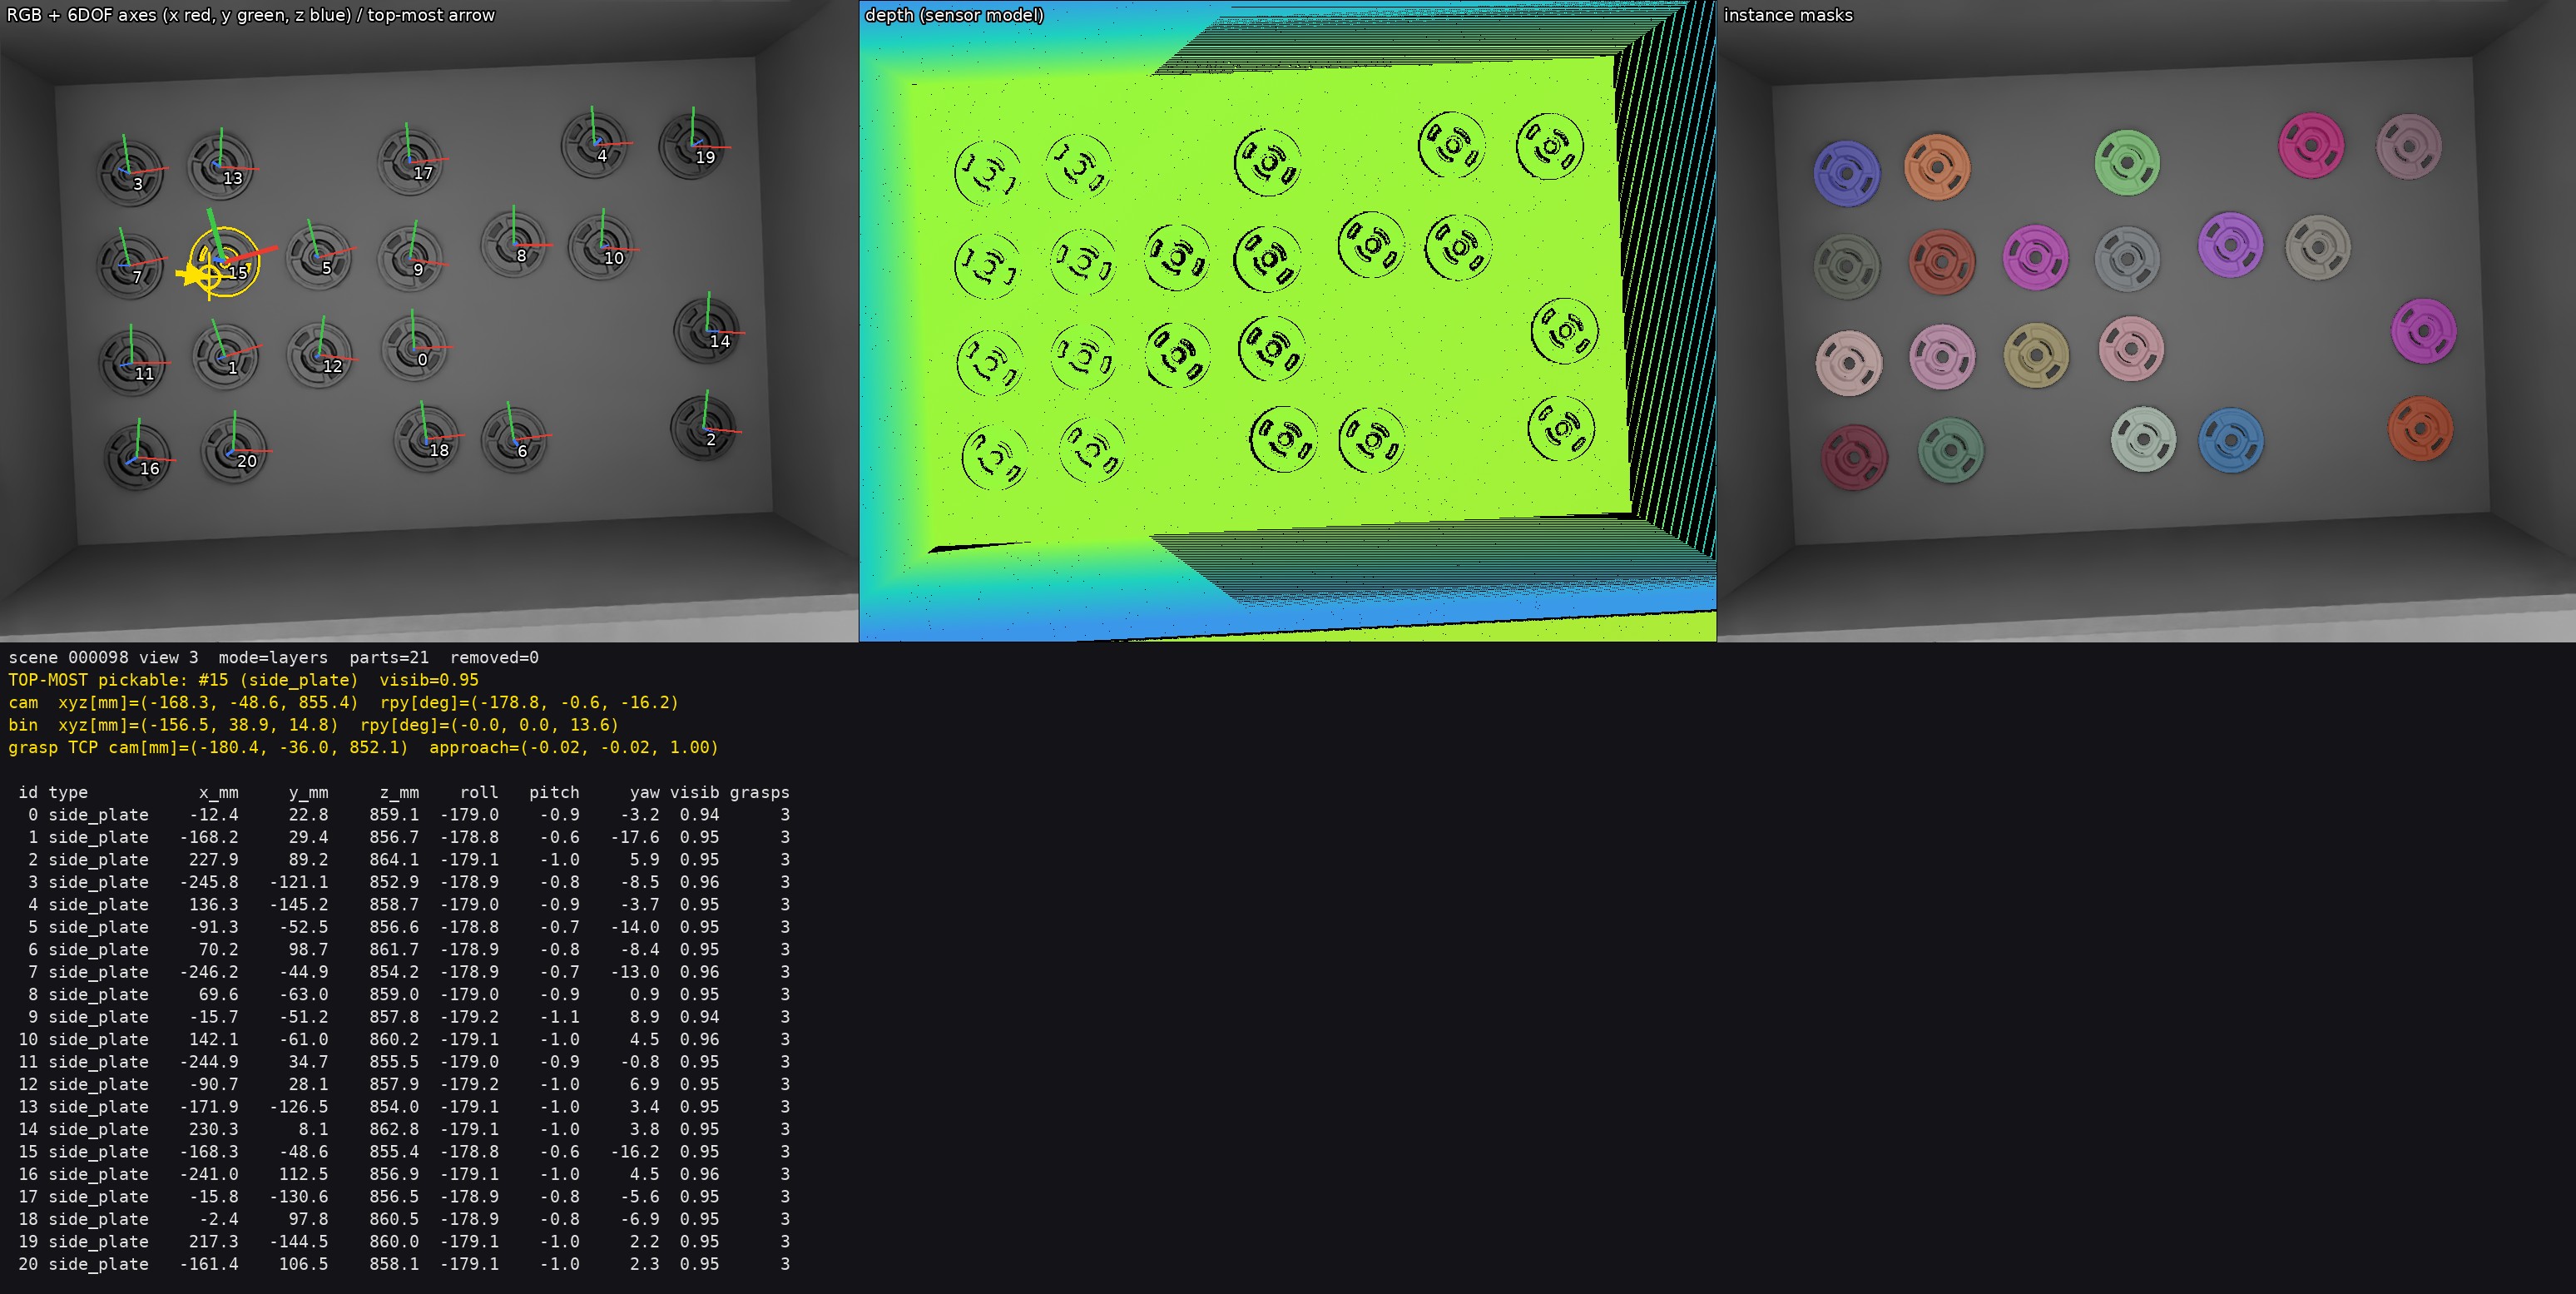 RGB + 6DOF axes (x red, y green, z blue) / top-most arrow
depth (sensor model)
instance masks
4
19
3
13
17
7
15
5
9
8
10
14
11
1
12
0
2
16
20
18
6
scene 000098 view 3  mode=layers  parts=21  removed=0
TOP-MOST pickable: #15 (side_plate)  visib=0.95
cam  xyz[mm]=(-168.3, -48.6, 855.4)  rpy[deg]=(-178.8, -0.6, -16.2)
bin  xyz[mm]=(-156.5, 38.9, 14.8)  rpy[deg]=(-0.0, 0.0, 13.6)
grasp TCP cam[mm]=(-180.4, -36.0, 852.1)  approach=(-0.02, -0.02, 1.00)
id type x_mm y_mm z_mm roll pitch yaw visib grasps
0 side_plate -12.4 22.8 859.1 -179.0 -0.9 -3.2 0.94 3
1 side_plate -168.2 29.4 856.7 -178.8 -0.6 -17.6 0.95 3
2 side_plate 227.9 89.2 864.1 -179.1 -1.0 5.9 0.95 3
3 side_plate -245.8 -121.1 852.9 -178.9 -0.8 -8.5 0.96 3
4 side_plate 136.3 -145.2 858.7 -179.0 -0.9 -3.7 0.95 3
5 side_plate -91.3 -52.5 856.6 -178.8 -0.7 -14.0 0.95 3
6 side_plate 70.2 98.7 861.7 -178.9 -0.8 -8.4 0.95 3
7 side_plate -246.2 -44.9 854.2 -178.9 -0.7 -13.0 0.96 3
8 side_plate 69.6 -63.0 859.0 -179.0 -0.9 0.9 0.95 3
9 side_plate -15.7 -51.2 857.8 -179.2 -1.1 8.9 0.94 3
10 side_plate 142.1 -61.0 860.2 -179.1 -1.0 4.5 0.96 3
11 side_plate -244.9 34.7 855.5 -179.0 -0.9 -0.8 0.95 3
12 side_plate -90.7 28.1 857.9 -179.2 -1.0 6.9 0.95 3
13 side_plate -171.9 -126.5 854.0 -179.1 -1.0 3.4 0.95 3
14 side_plate 230.3 8.1 862.8 -179.1 -1.0 3.8 0.95 3
15 side_plate -168.3 -48.6 855.4 -178.8 -0.6 -16.2 0.95 3
16 side_plate -241.0 112.5 856.9 -179.1 -1.0 4.5 0.96 3
17 side_plate -15.8 -130.6 856.5 -178.9 -0.8 -5.6 0.95 3
18 side_plate -2.4 97.8 860.5 -178.9 -0.8 -6.9 0.95 3
19 side_plate 217.3 -144.5 860.0 -179.1 -1.0 2.2 0.95 3
20 side_plate -161.4 106.5 858.1 -179.1 -1.0 2.3 0.95 3